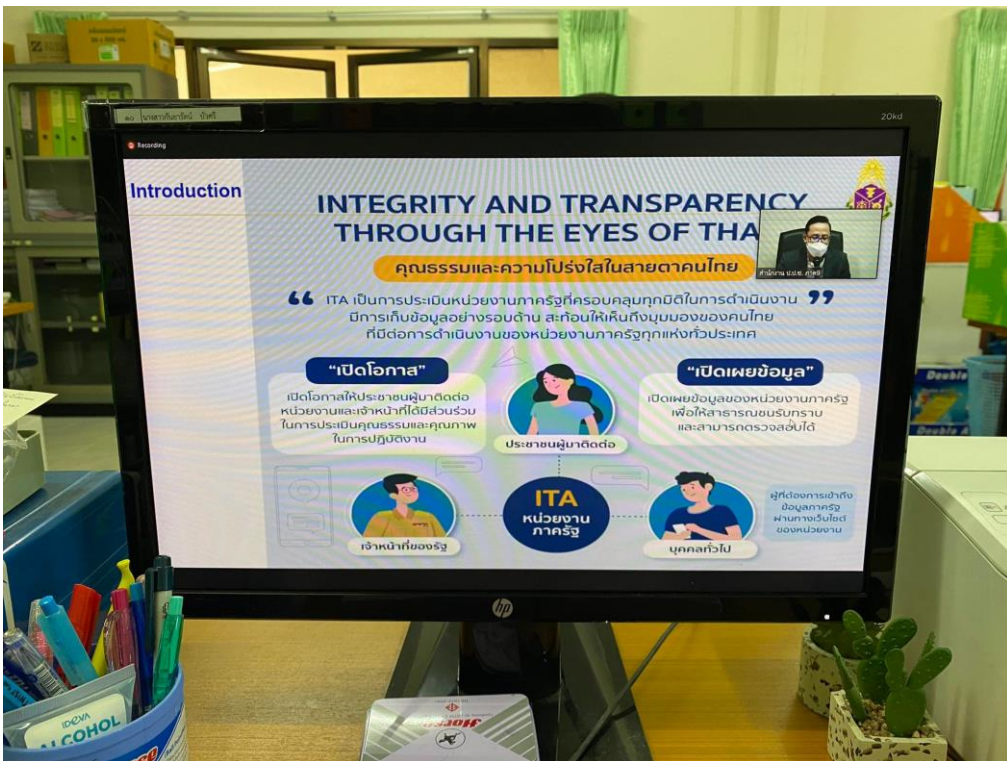 20kd
Recording
Introduction
INTEGRITY AND TRANSPARENCY
THROUGH THE EYES OF THA
คุณธรรมและความโปร่งใสในสายตาคนไทย
สำนักงาน ป.ป.ช.
“ ITA เป็นการประเมินหน่วยงานภาครัฐที่ครอบคลุมทุกมิติในการดำเนินงาน ”
มีการเก็บข้อมูลอย่างรอบด้าน สะท้อนให้เห็นถึงมุมมองของคนไทย
ที่มีต่อการดำเนินงานของหน่วยงานภาครัฐทุกแห่งทั่วประเทศ
“เปิดโอกาส”
เปิดโอกาสให้ประชาชนผู้มาติดต่อ
หน่วยงานและเจ้าหน้าที่ได้มีส่วนร่วม
ในการประเมินคุณธรรมและคุณภาพ
ในการปฏิบัติงาน
“เปิดเผยข้อมูล”
เปิดเผยข้อมูลของหน่วยงานภาครัฐ
เพื่อให้สาธารณชนรับทราบ
และสามารถตรวจสอบได้
ประชาชนผู้มาติดต่อ
ITA
หน่วยงาน
ภาครัฐ
เจ้าหน้าที่ของรัฐ
บุคคลทั่วไป
ผู้ที่ต้องการเข้าถึง
ข้อมูลภาครัฐ
ผ่านทางเว็บไซต์
ของหน่วยงาน
hp
Double
Double A
IDEVA
ALCOHOL
Horse